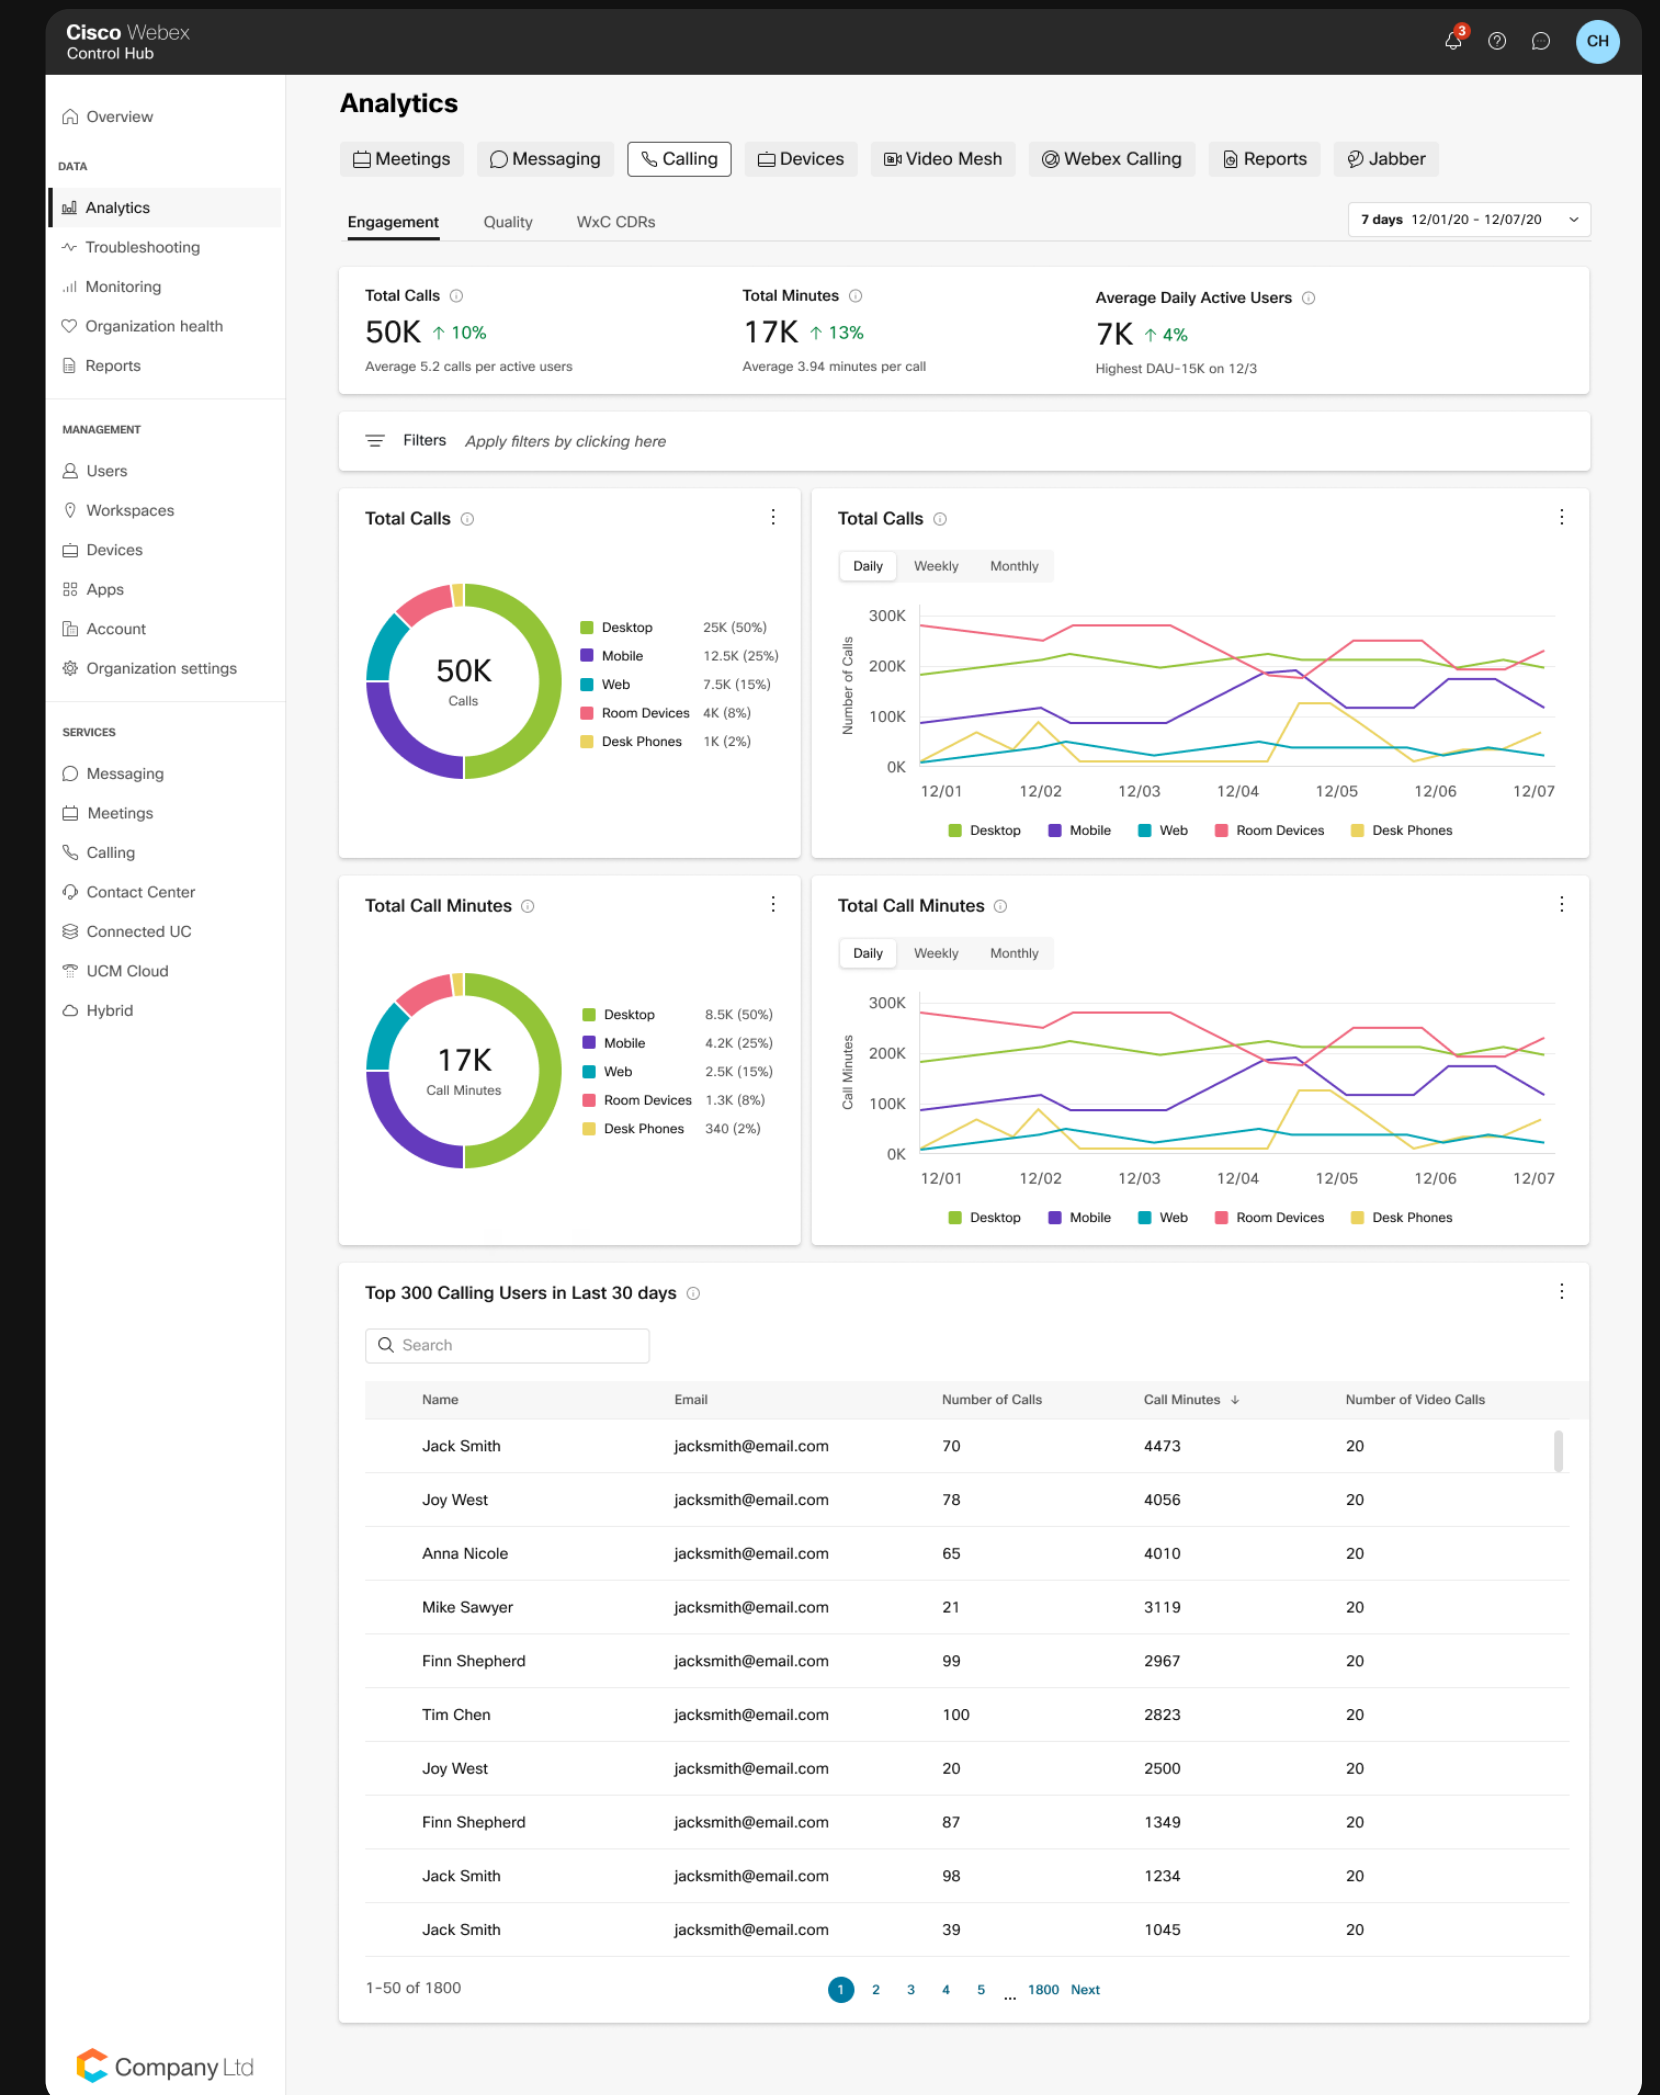 Cisco Webex
Control Hub
3
CH
Overview
DATA
Analytics
Troubleshooting
Monitoring
Organization health
Reports
MANAGEMENT
Users
Workspaces
Devices
Apps
Account
Organization settings
SERVICES
Messaging
Meetings
Calling
Contact Center
Connected UC
UCM Cloud
Hybrid
Company Ltd
Analytics
Meetings Messaging Calling Devices Video Mesh Webex Calling Reports Jabber
Engagement Quality WxC CDRs
7 days 12/01/20 - 12/07/20
Total Calls
50K ↑ 10%
Average 5.2 calls per active users
Total Minutes
17K ↑ 13%
Average 3.94 minutes per call
Average Daily Active Users
7K ↑ 4%
Highest DAU-15K on 12/3
Filters Apply filters by clicking here
Total Calls
50K
Calls
Desktop 25K (50%)
Mobile 12.5K (25%)
Web 7.5K (15%)
Room Devices 4K (8%)
Desk Phones 1K (2%)
Total Calls
Daily Weekly Monthly
Number of Calls
300K
200K
100K
0K
12/01 12/02 12/03 12/04 12/05 12/06 12/07
Desktop Mobile Web Room Devices Desk Phones
Total Call Minutes
17K
Call Minutes
Desktop 8.5K (50%)
Mobile 4.2K (25%)
Web 2.5K (15%)
Room Devices 1.3K (8%)
Desk Phones 340 (2%)
Total Call Minutes
Daily Weekly Monthly
Call Minutes
300K
200K
100K
0K
12/01 12/02 12/03 12/04 12/05 12/06 12/07
Desktop Mobile Web Room Devices Desk Phones
Top 300 Calling Users in Last 30 days
Search
Name Email Number of Calls Call Minutes ↓ Number of Video Calls
Jack Smith jacksmith@email.com 70 4473 20
Joy West jacksmith@email.com 78 4056 20
Anna Nicole jacksmith@email.com 65 4010 20
Mike Sawyer jacksmith@email.com 21 3119 20
Finn Shepherd jacksmith@email.com 99 2967 20
Tim Chen jacksmith@email.com 100 2823 20
Joy West jacksmith@email.com 20 2500 20
Finn Shepherd jacksmith@email.com 87 1349 20
Jack Smith jacksmith@email.com 98 1234 20
Jack Smith jacksmith@email.com 39 1045 20
1-50 of 1800
1 2 3 4 5 ... 1800 Next